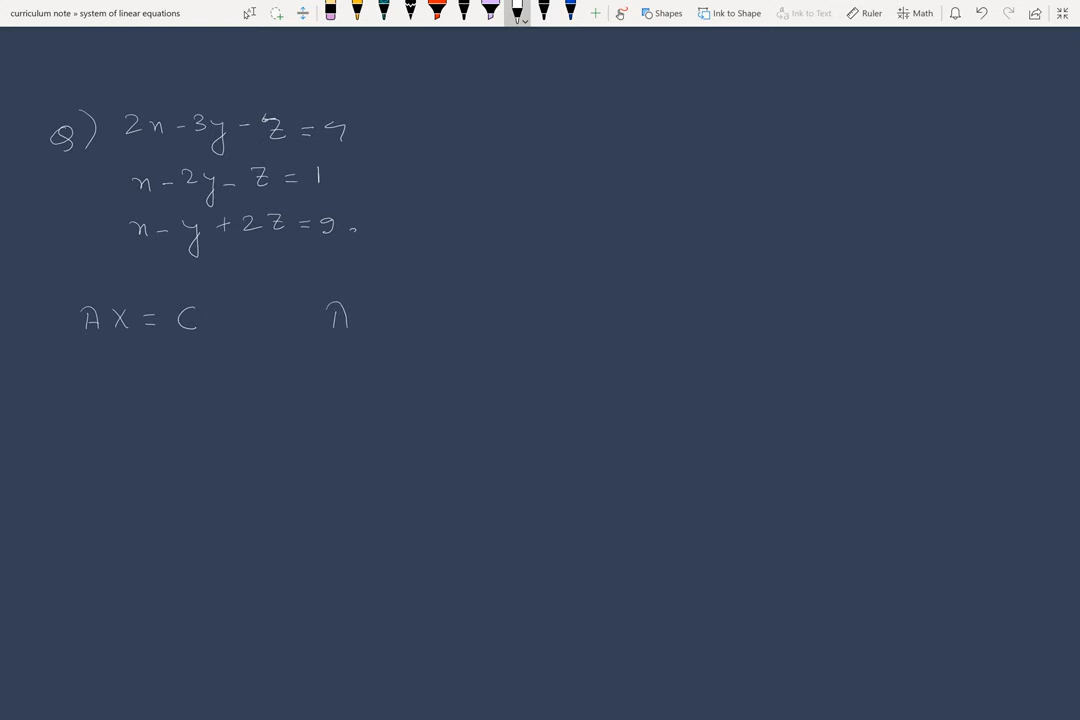 curriculum note » system of linear equations
Shapes Ink to Shape Ink to Text Ruler Math
Q) 2x - 3y - z = 4
x - 2y - z = 1
x - y + 2z = 9.
AX = C A